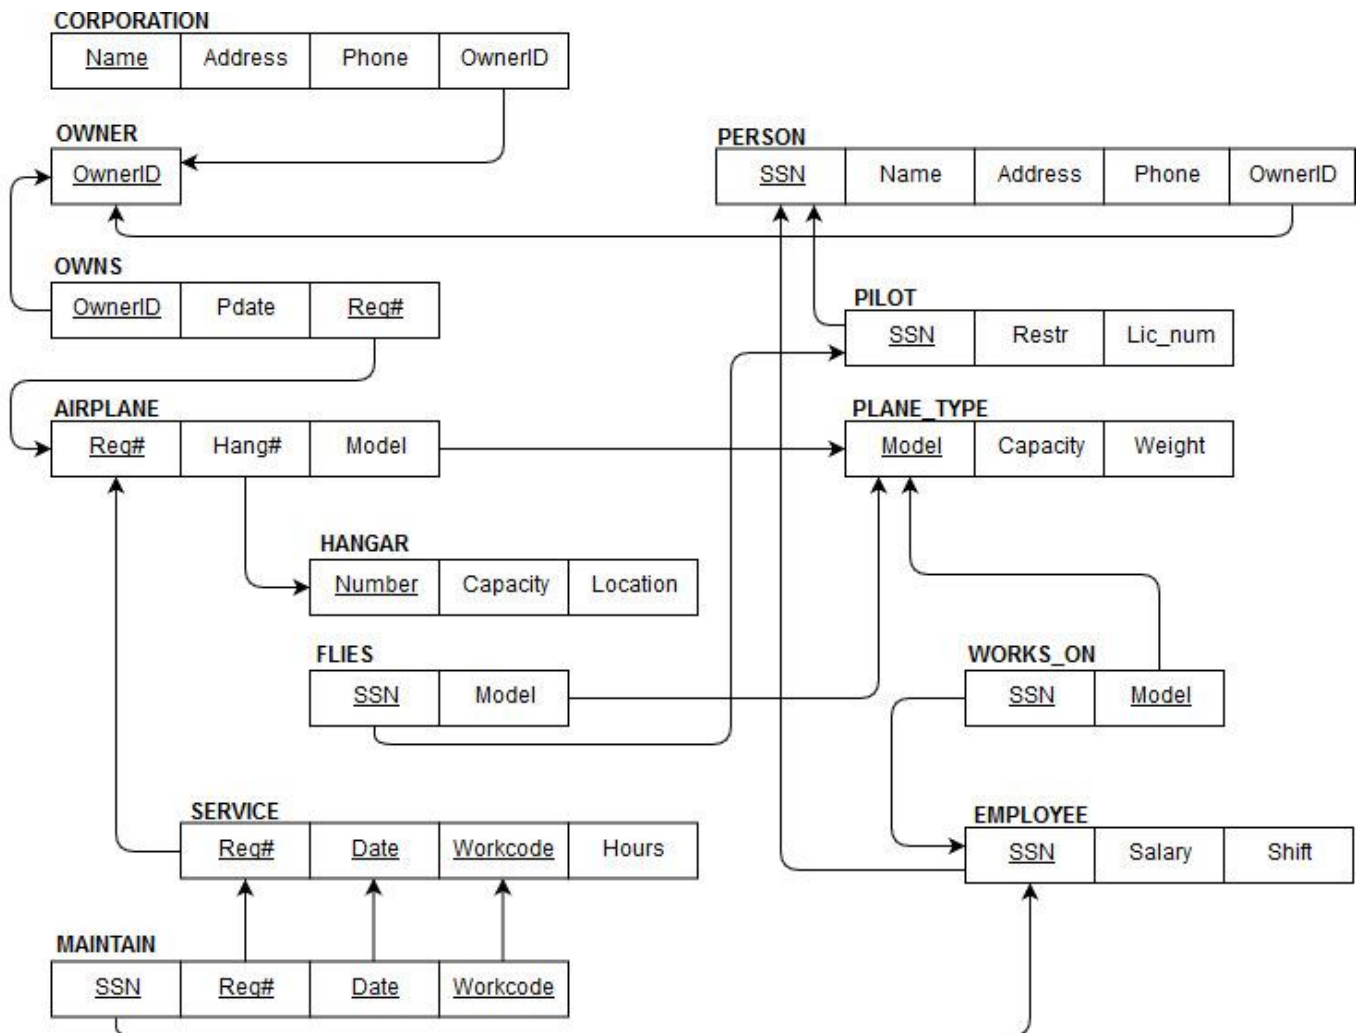 CORPORATION
Name Address Phone OwnerID
OWNER
OwnerID
PERSON
SSN Name Address Phone OwnerID
OWNS
OwnerID Pdate Reg#
PILOT
SSN Restr Lic_num
AIRPLANE
Reg# Hang# Model
PLANE_TYPE
Model Capacity Weight
HANGAR
Number Capacity Location
FLIES
SSN Model
WORKS_ON
SSN Model
SERVICE
Reg# Date Workcode Hours
EMPLOYEE
SSN Salary Shift
MAINTAIN
SSN Reg# Date Workcode